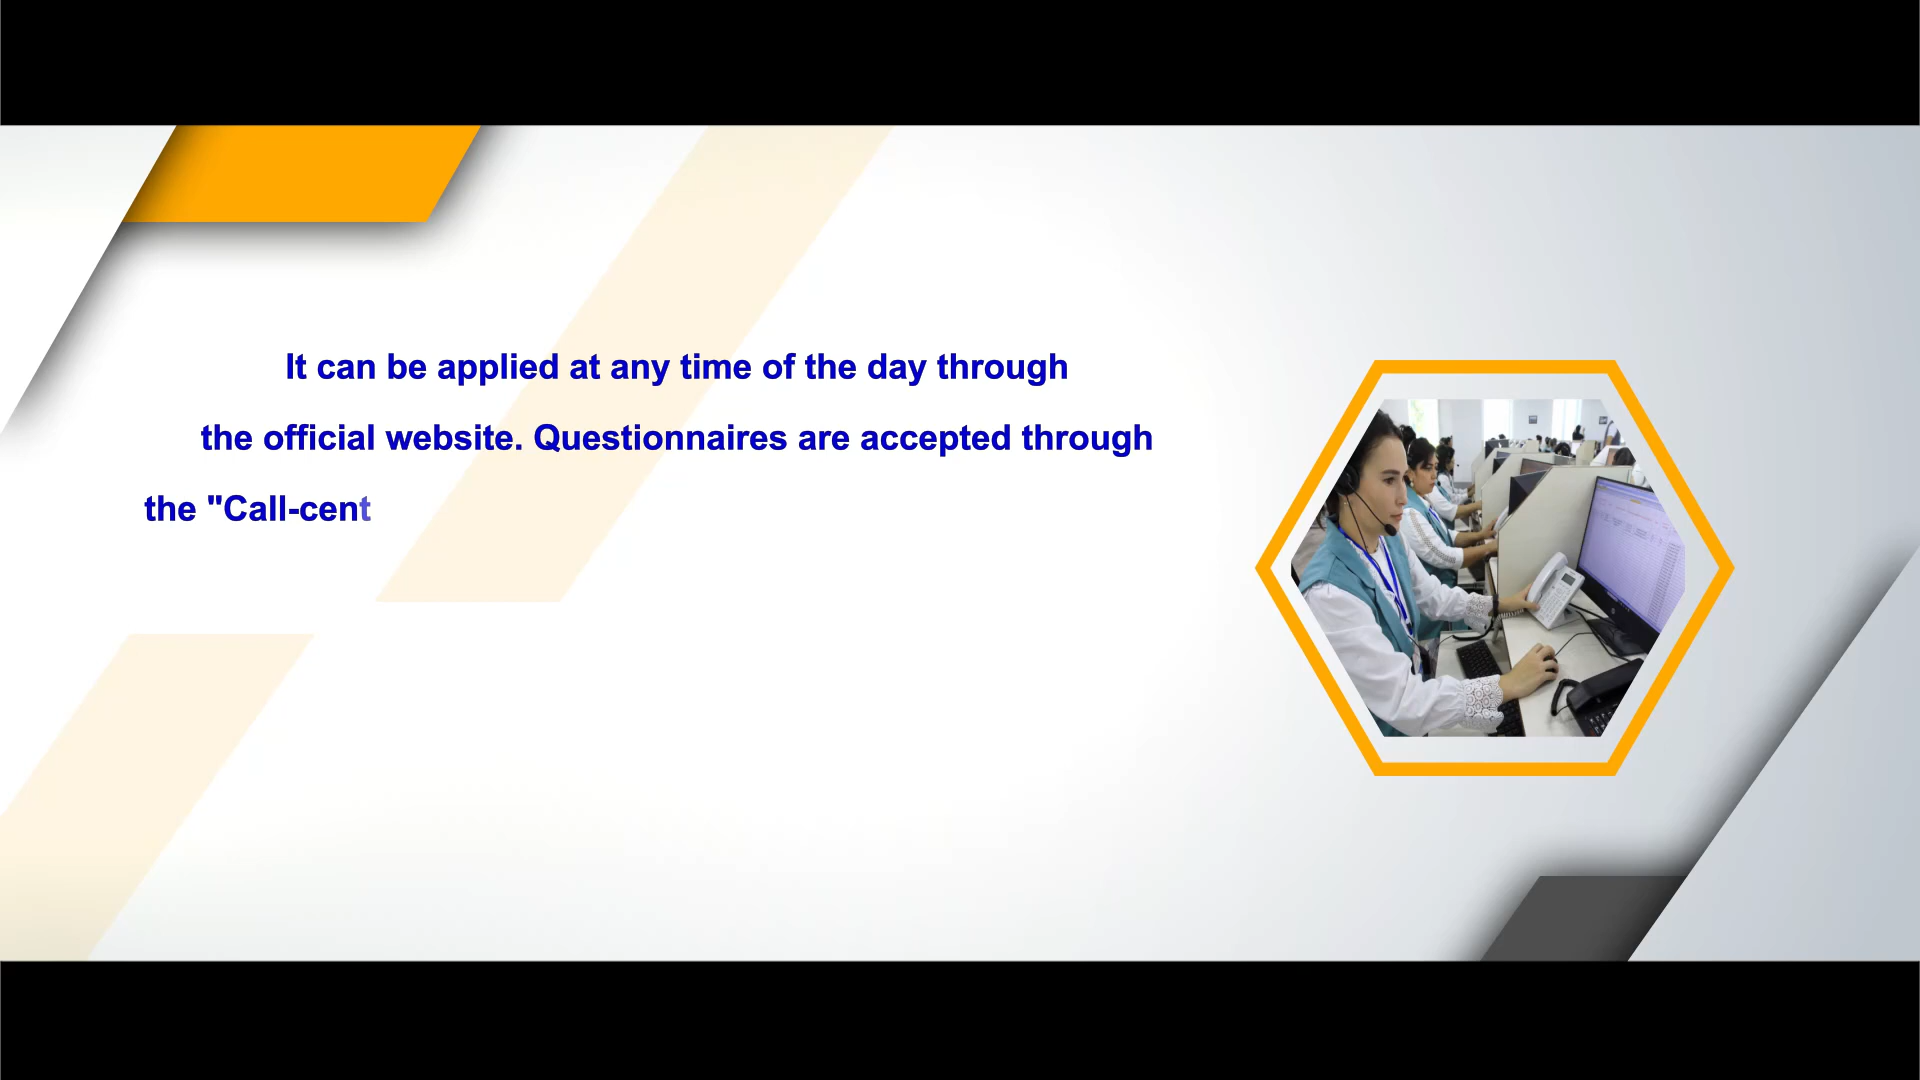 It can be applied at any time of the day through
the official website. Questionnaires are accepted through
the "Call-cent